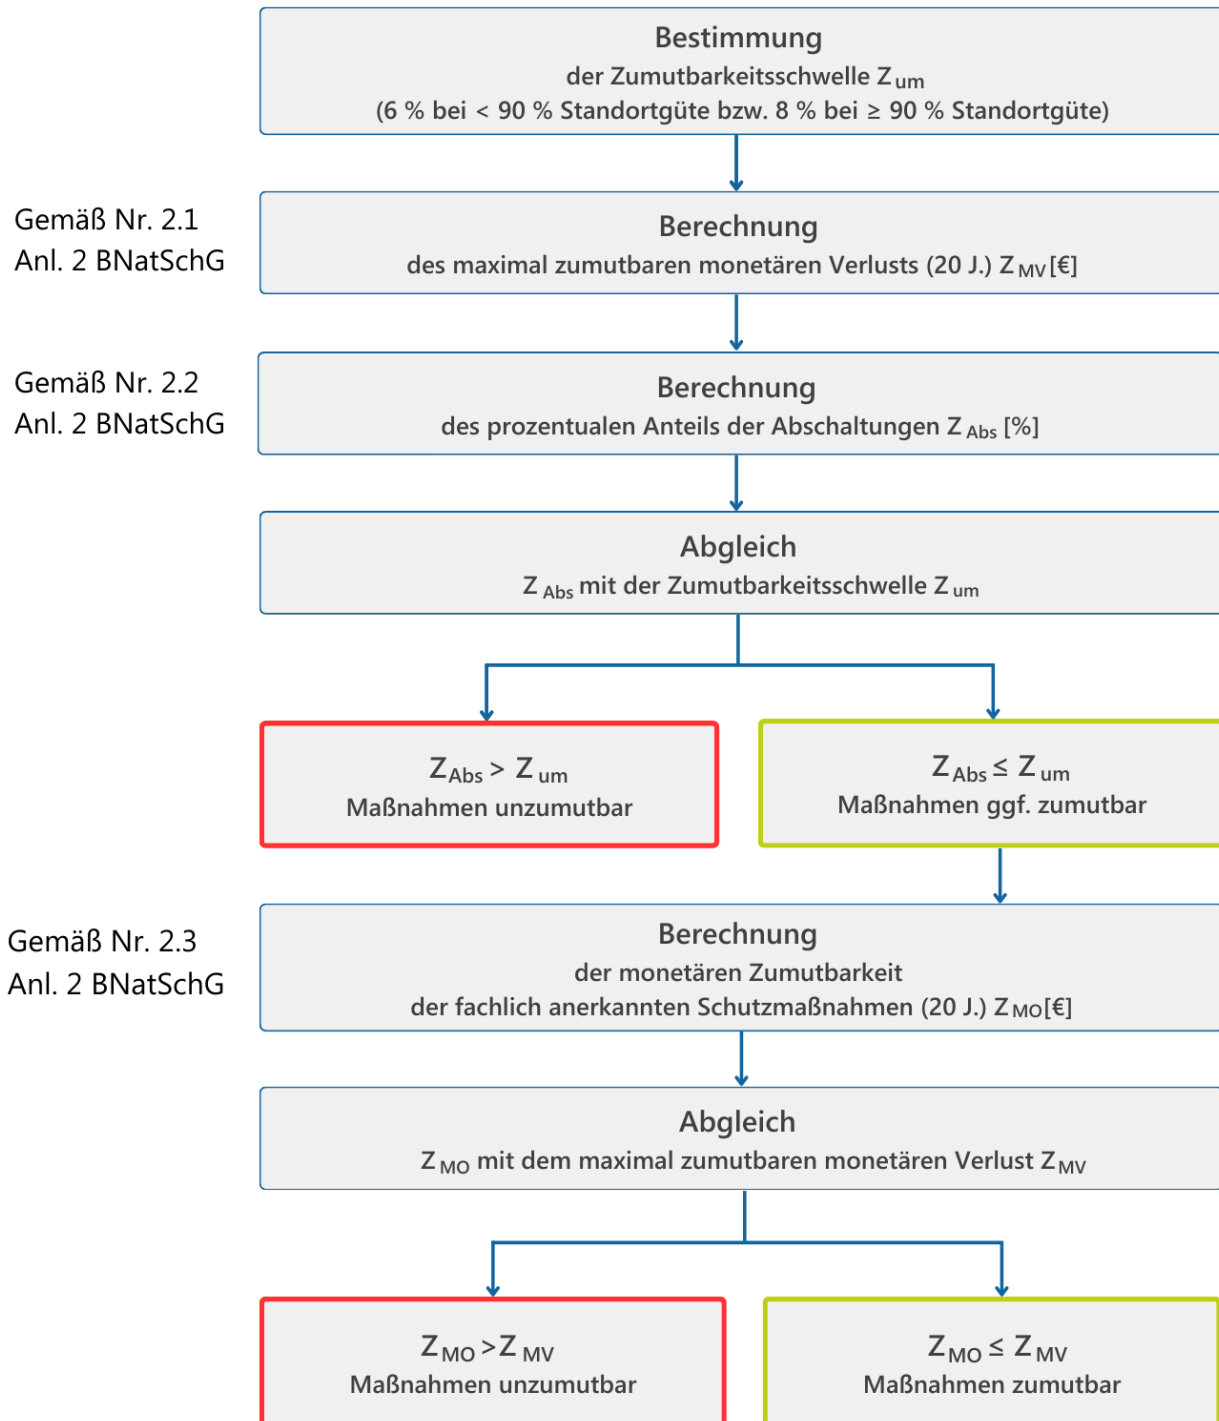 Bestimmung
der Zumutbarkeitsschwelle Z um
(6 % bei < 90 % Standortgüte bzw. 8 % bei ≥ 90 % Standortgüte)
Gemäß Nr. 2.1
Anl. 2 BNatSchG
Berechnung
des maximal zumutbaren monetären Verlusts (20 J.) Z MV [€]
Gemäß Nr. 2.2
Anl. 2 BNatSchG
Berechnung
des prozentualen Anteils der Abschaltungen Z Abs [%]
Abgleich
Z Abs mit der Zumutbarkeitsschwelle Z um
Z Abs > Z um
Maßnahmen unzumutbar
Z Abs ≤ Z um
Maßnahmen ggf. zumutbar
Gemäß Nr. 2.3
Anl. 2 BNatSchG
Berechnung
der monetären Zumutbarkeit
der fachlich anerkannten Schutzmaßnahmen (20 J.) Z MO [€]
Abgleich
Z MO mit dem maximal zumutbaren monetären Verlust Z MV
Z MO > Z MV
Maßnahmen unzumutbar
Z MO ≤ Z MV
Maßnahmen zumutbar